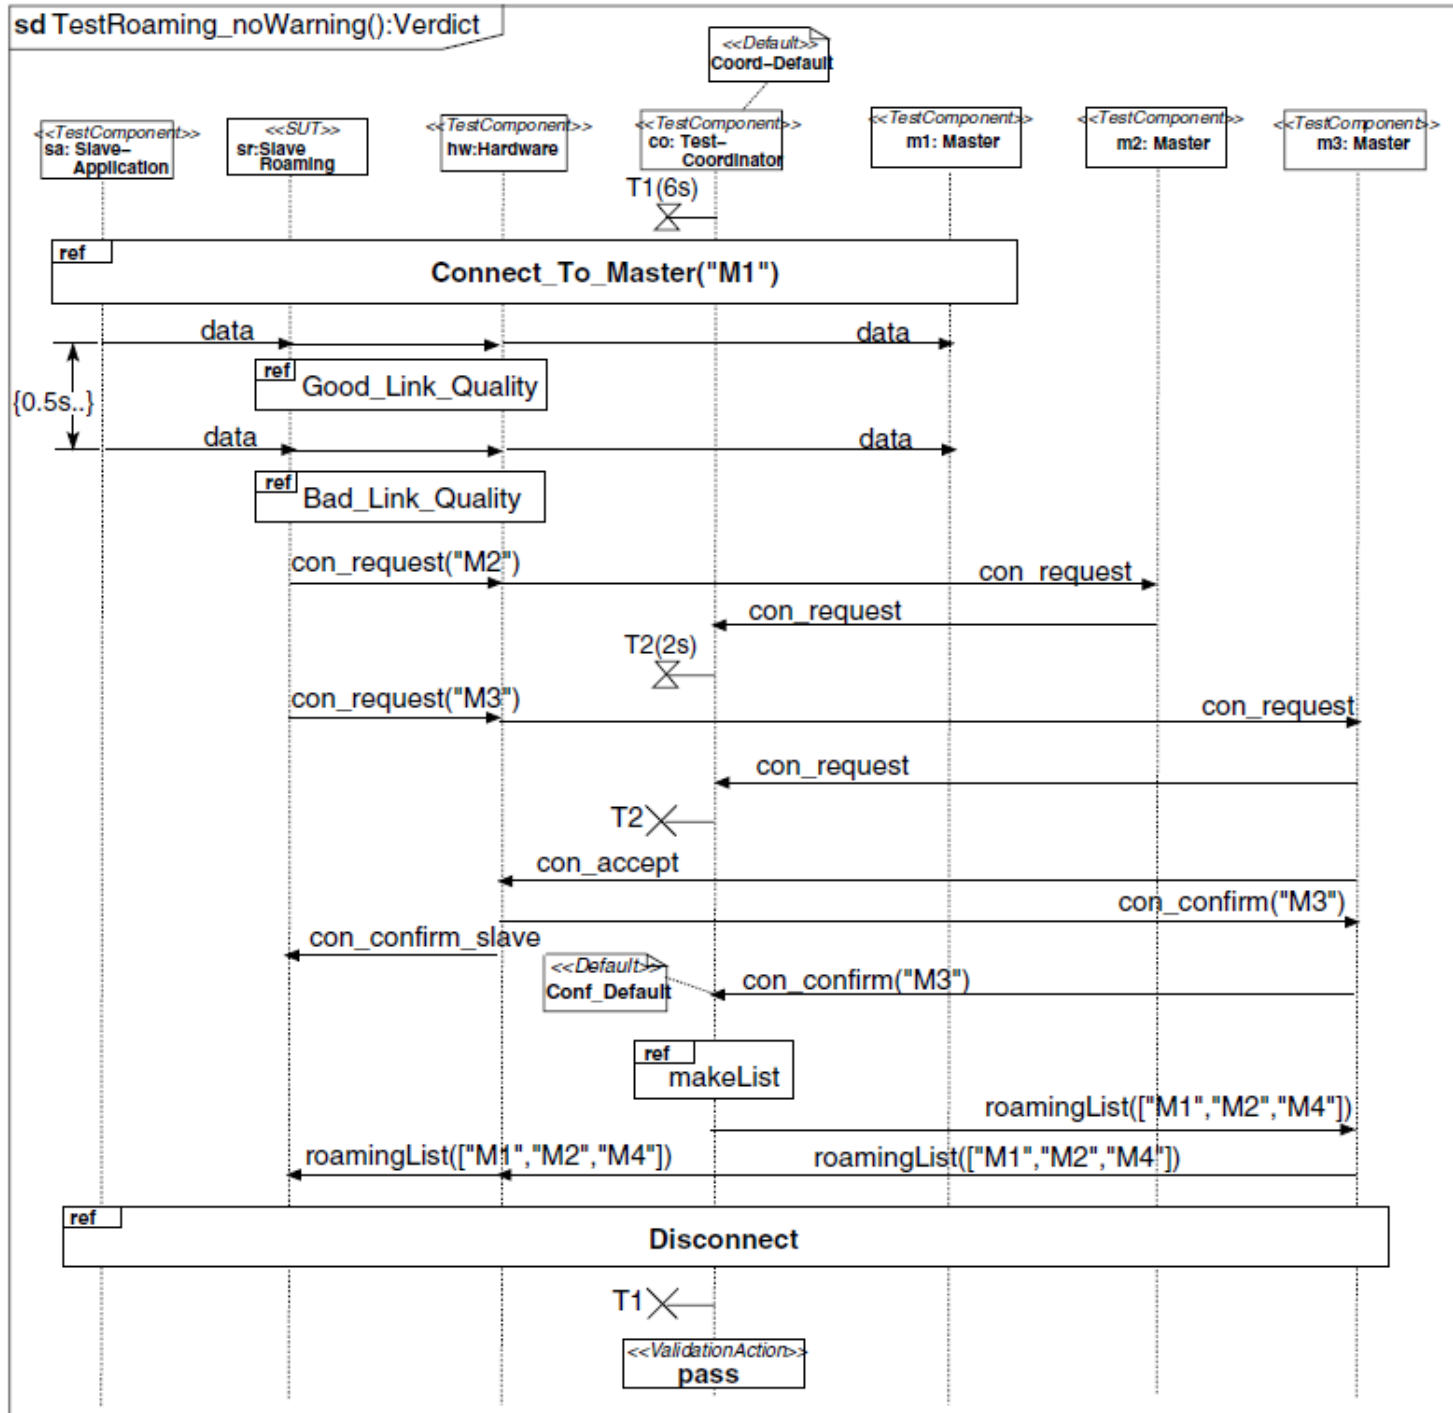 sd TestRoaming_noWarning():Verdict
<<Default>>
Coord-Default
<<TestComponent>>
sa: Slave-
Application
<<SUT>>
sr:Slave
Roaming
<<TestComponent>>
hw:Hardware
<<TestComponent>>
co: Test-
Coordinator
<<TestComponent>>
m1: Master
<<TestComponent>>
m2: Master
<<TestComponent>>
m3: Master
T1(6s)
ref
Connect_To_Master("M1")
data
data
ref
Good_Link_Quality
{0.5s..}
data
data
ref
Bad_Link_Quality
con_request("M2")
con_request
con_request
T2(2s)
con_request("M3")
con_request
con_request
T2
con_accept
con_confirm("M3")
con_confirm_slave
<<Default>>
Conf_Default
con_confirm("M3")
ref
makeList
roamingList(["M1","M2","M4"])
roamingList(["M1","M2","M4"])
roamingList(["M1","M2","M4"])
ref
Disconnect
T1
<<ValidationAction>>
pass